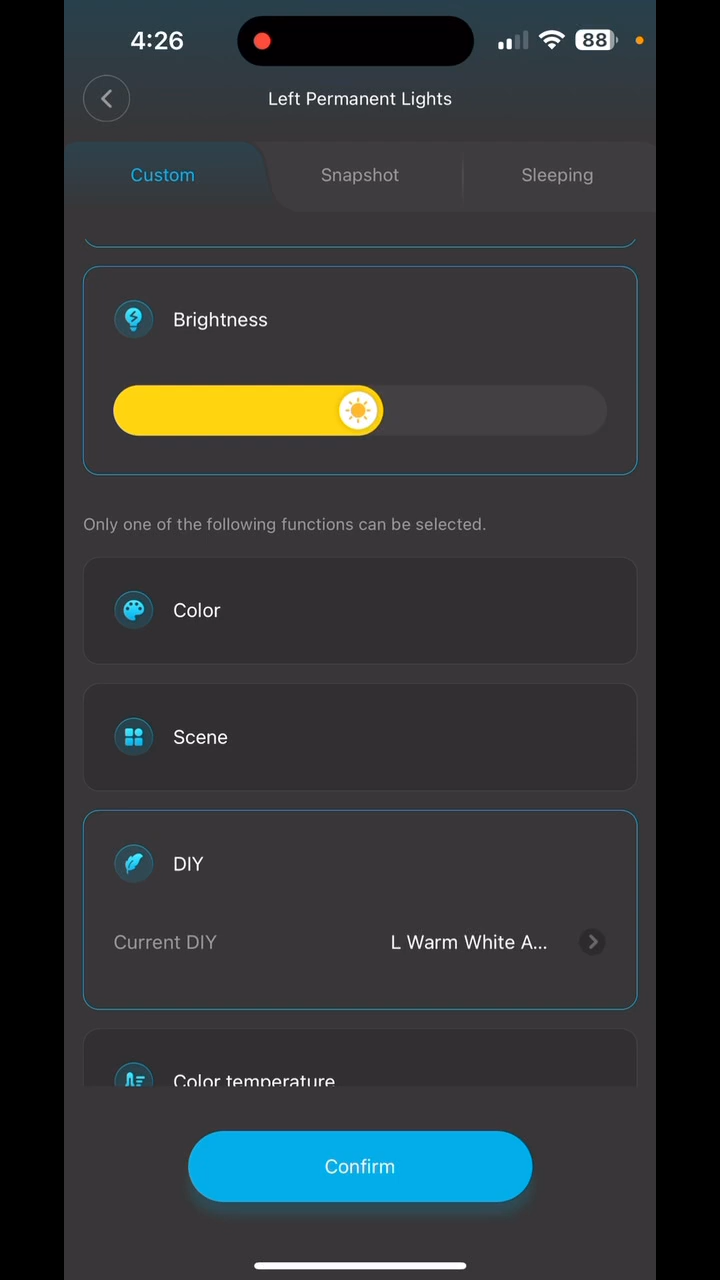 4:26
88
Left Permanent Lights
Custom
Snapshot
Sleeping
Brightness
Only one of the following functions can be selected.
Color
Scene
DIY
Current DIY
L Warm White A...
Color temperature
Confirm